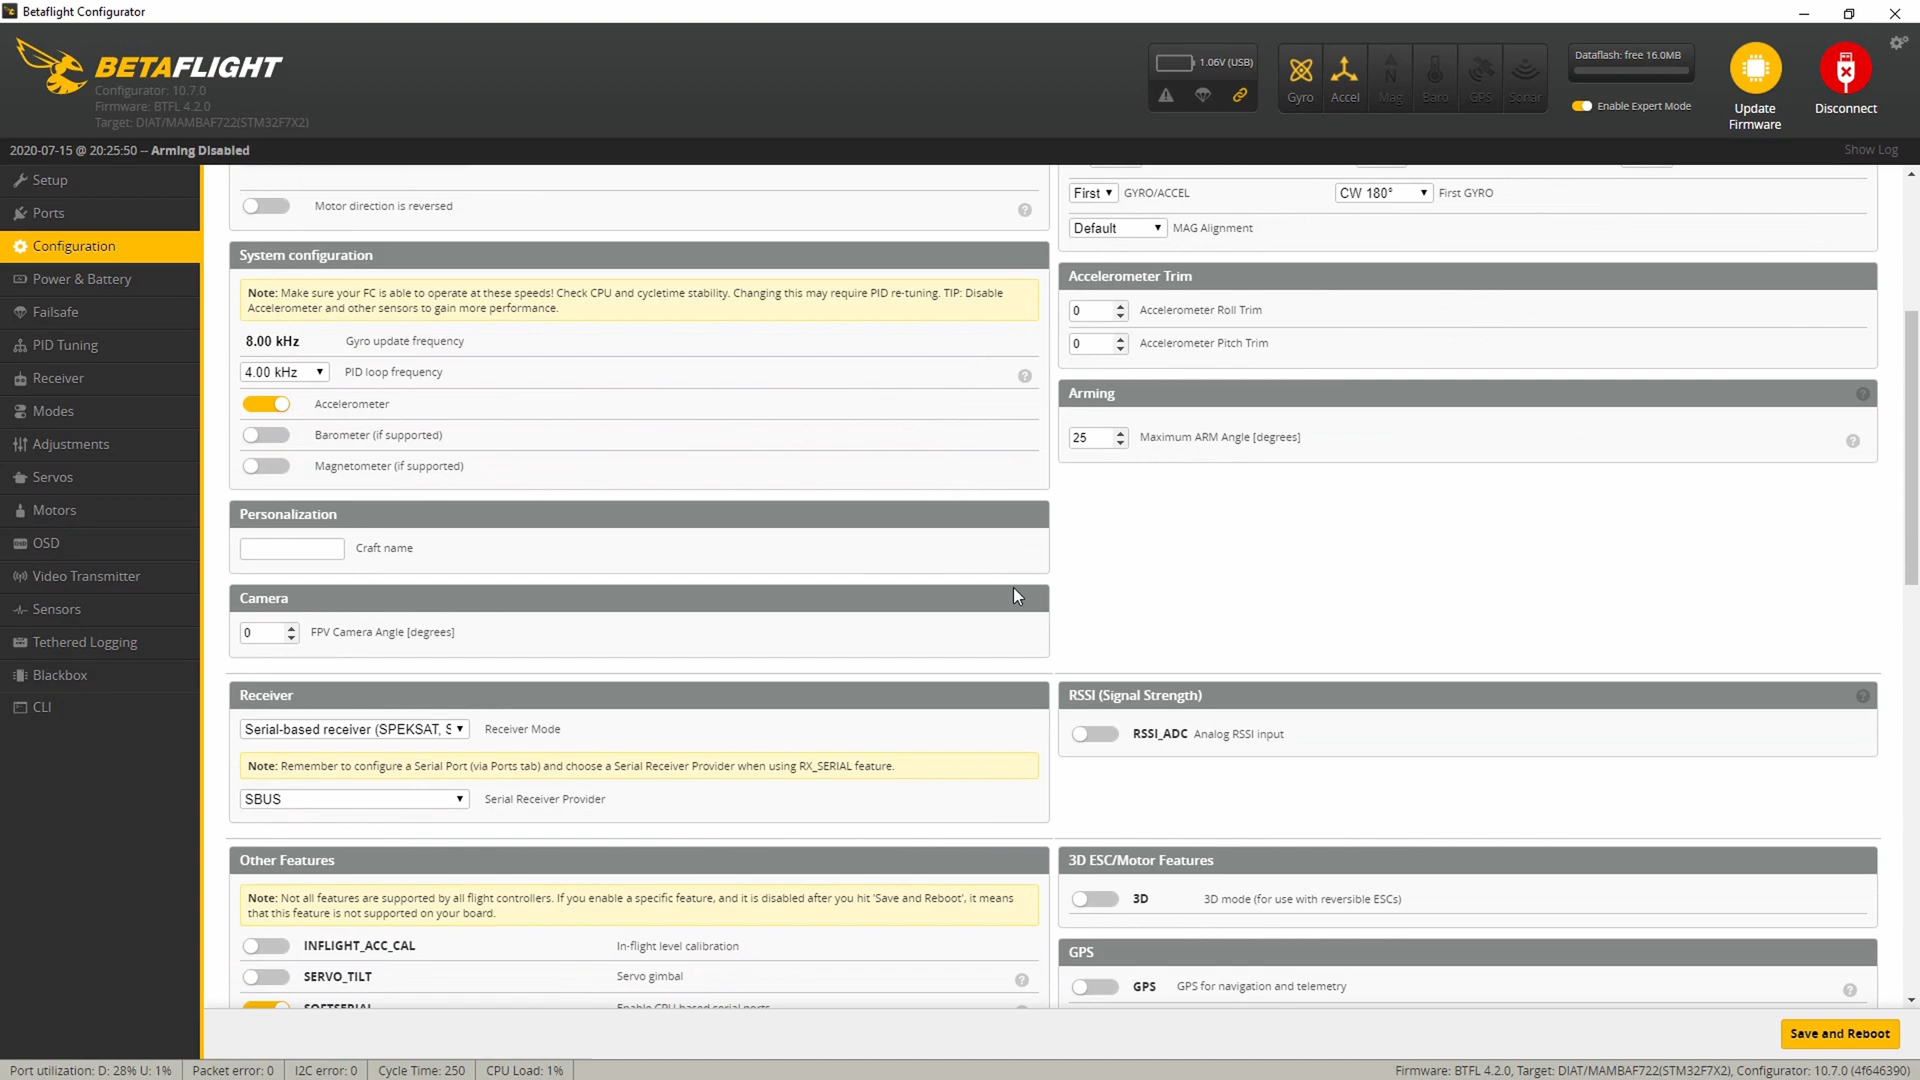 Betaflight Configurator
BETAFLIGHT
Configurator: 10.7.0
Firmware: BTFL 4.2.0
Target: DIAT/MAMBAF722(STM32F7X2)
1.06V (USB)
Gyro
Accel
Mag
Baro
GPS
Sonar
Dataflash: free 16.0MB
Enable Expert Mode
Update
Firmware
Disconnect
2020-07-15 @ 20:25:50 -- Arming Disabled
Show Log
Setup
Ports
Configuration
Power & Battery
Failsafe
PID Tuning
Receiver
Modes
Adjustments
Servos
Motors
OSD
Video Transmitter
Sensors
Tethered Logging
Blackbox
CLI
Motor direction is reversed
System configuration
Note: Make sure your FC is able to operate at these speeds! Check CPU and cycletime stability. Changing this may require PID re-tuning. TIP: Disable
Accelerometer and other sensors to gain more performance.
8.00 kHz Gyro update frequency
4.00 kHz PID loop frequency
Accelerometer
Barometer (if supported)
Magnetometer (if supported)
Personalization
Craft name
Camera
0 FPV Camera Angle [degrees]
First GYRO/ACCEL CW 180° First GYRO
Default MAG Alignment
Accelerometer Trim
0 Accelerometer Roll Trim
0 Accelerometer Pitch Trim
Arming
25 Maximum ARM Angle [degrees]
Receiver
Serial-based receiver (SPEKSAT, S Receiver Mode
Note: Remember to configure a Serial Port (via Ports tab) and choose a Serial Receiver Provider when using RX_SERIAL feature.
SBUS Serial Receiver Provider
RSSI (Signal Strength)
RSSI_ADC Analog RSSI input
Other Features
Note: Not all features are supported by all flight controllers. If you enable a specific feature, and it is disabled after you hit 'Save and Reboot', it means
that this feature is not supported on your board.
INFLIGHT_ACC_CAL In-flight level calibration
SERVO_TILT Servo gimbal
SOFTSERIAL Enable CPU based serial ports
3D ESC/Motor Features
3D 3D mode (for use with reversible ESCs)
GPS
GPS GPS for navigation and telemetry
Save and Reboot
Port utilization: D: 28% U: 1%
Packet error: 0
I2C error: 0
Cycle Time: 250
CPU Load: 1%
Firmware: BTFL 4.2.0, Target: DIAT/MAMBAF722(STM32F7X2), Configurator: 10.7.0 (4f646390)